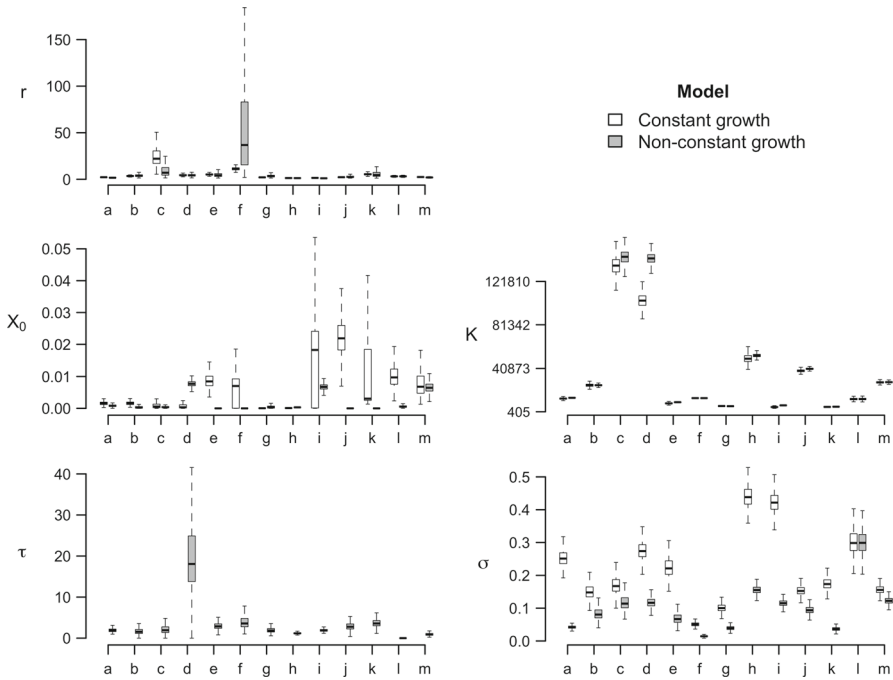 r
150
100
50
0
a b c d e f g h i j k l m
Model
Constant growth
Non-constant growth
X0
0.05
0.04
0.03
0.02
0.01
0.00
a b c d e f g h i j k l m
K
121810
81342
40873
405
a b c d e f g h i j k l m
τ
40
30
20
10
0
a b c d e f g h i j k l m
σ
0.5
0.4
0.3
0.2
0.1
0.0
a b c d e f g h i j k l m